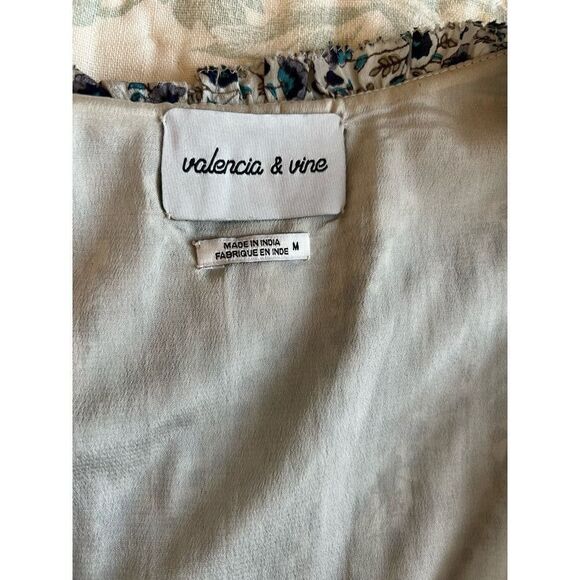 valencia & vine
MADE IN INDIA M
FABRIQUE EN INDE